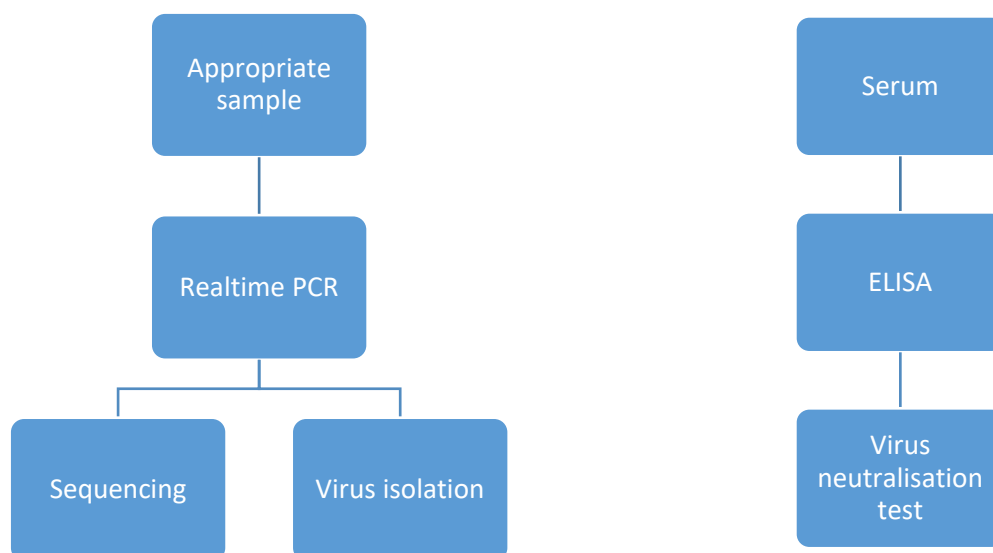 Appropriate
sample
Realtime PCR
Sequencing
Virus isolation
Serum
ELISA
Virus
neutralisation
test